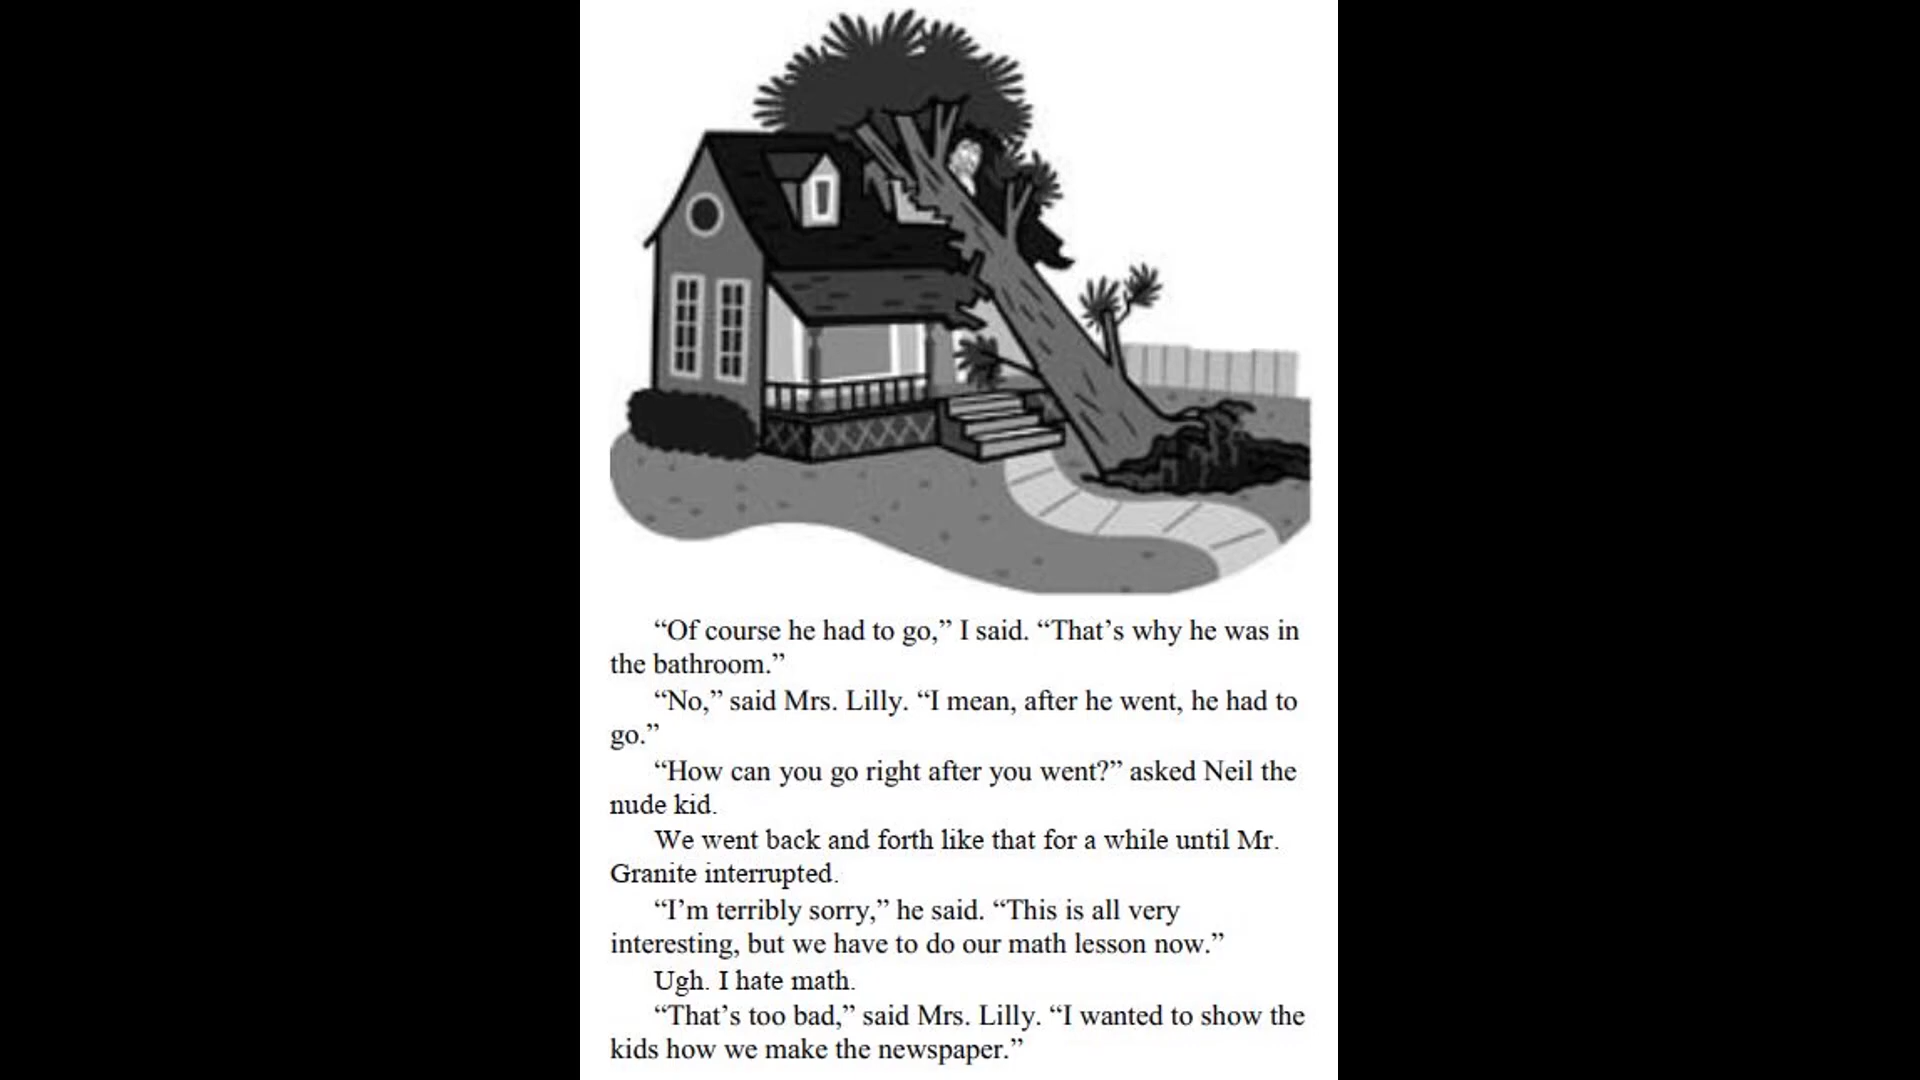 “Of course he had to go,” I said. “That’s why he was in
the bathroom.”
“No,” said Mrs. Lilly. “I mean, after he went, he had to
go.”
“How can you go right after you went?” asked Neil the
nude kid.
We went back and forth like that for a while until Mr.
Granite interrupted.
“I’m terribly sorry,” he said. “This is all very
interesting, but we have to do our math lesson now.”
Ugh. I hate math.
“That’s too bad,” said Mrs. Lilly. “I wanted to show the
kids how we make the newspaper.”